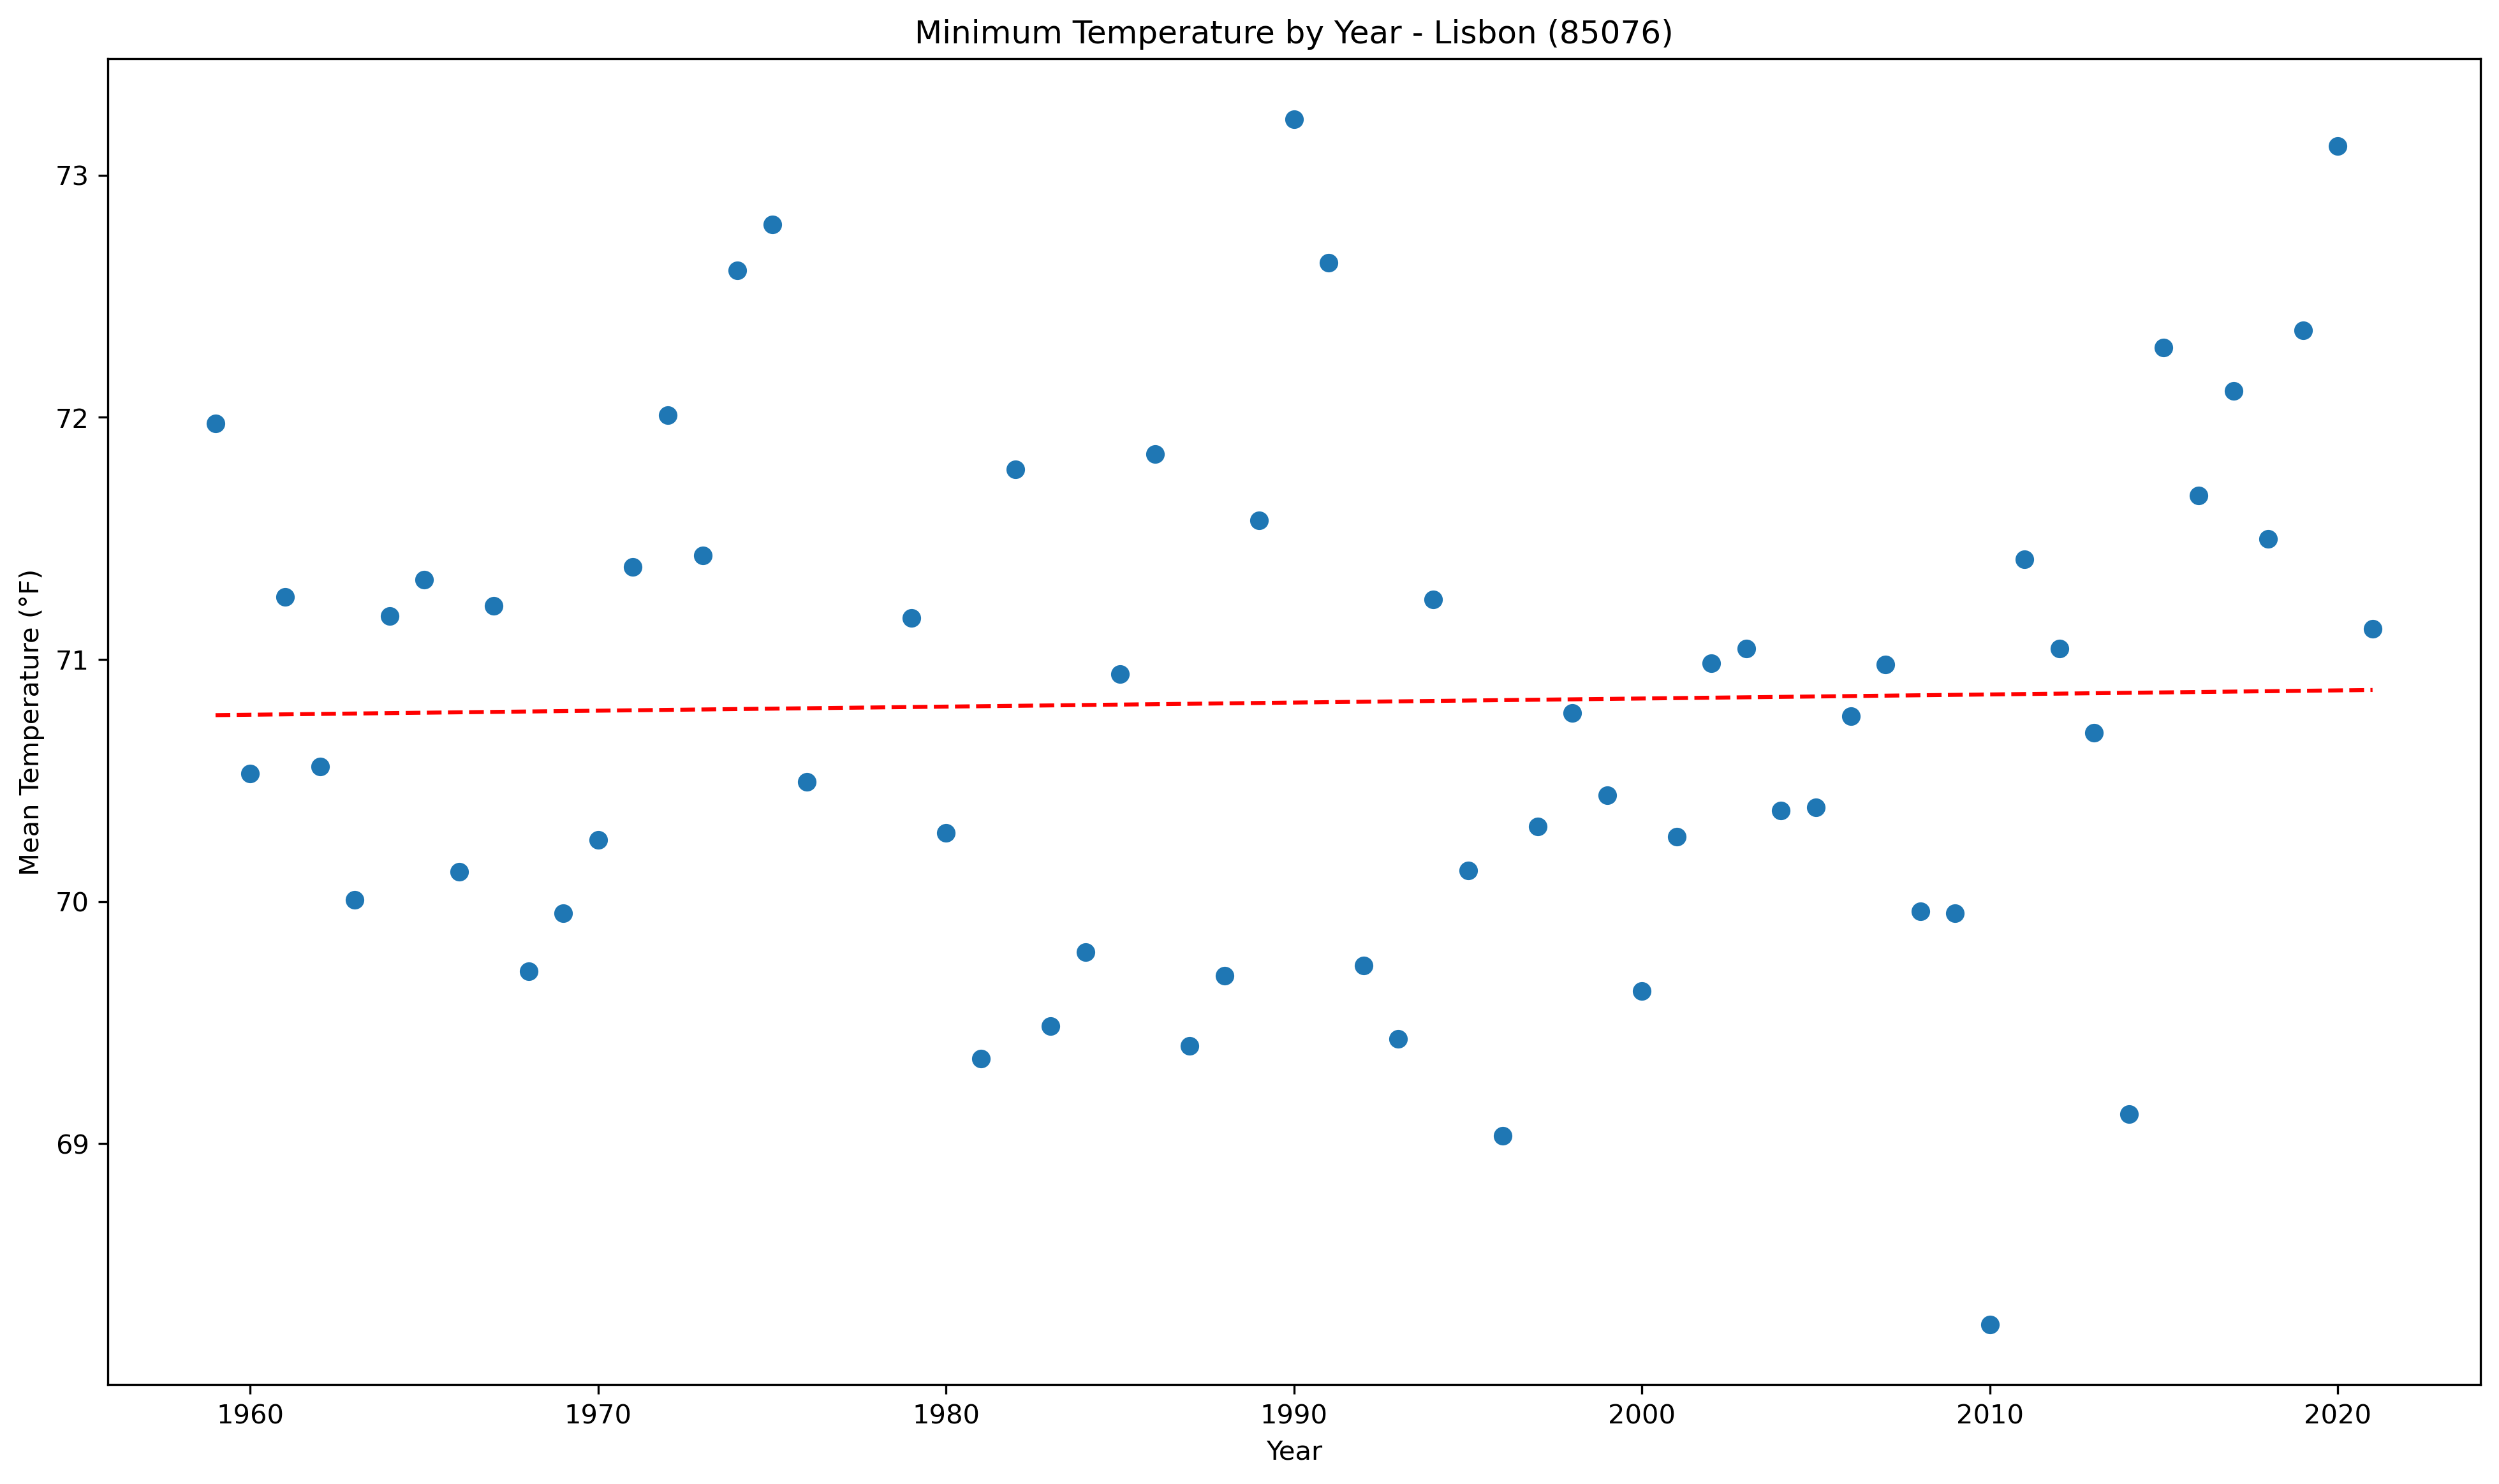 Minimum Temperature by Year - Lisbon (85076)
Mean Temperature (°F)
73
72
71
70
69
1960 1970 1980 1990 2000 2010 2020
Year